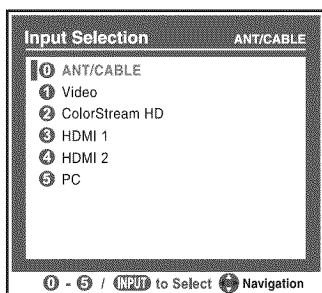 Input Selection ANT/CABLE
0 ANT/CABLE
1 Video
2 ColorStream HD
3 HDMI 1
4 HDMI 2
5 PC
0 - 5 / INPUT to Select Navigation